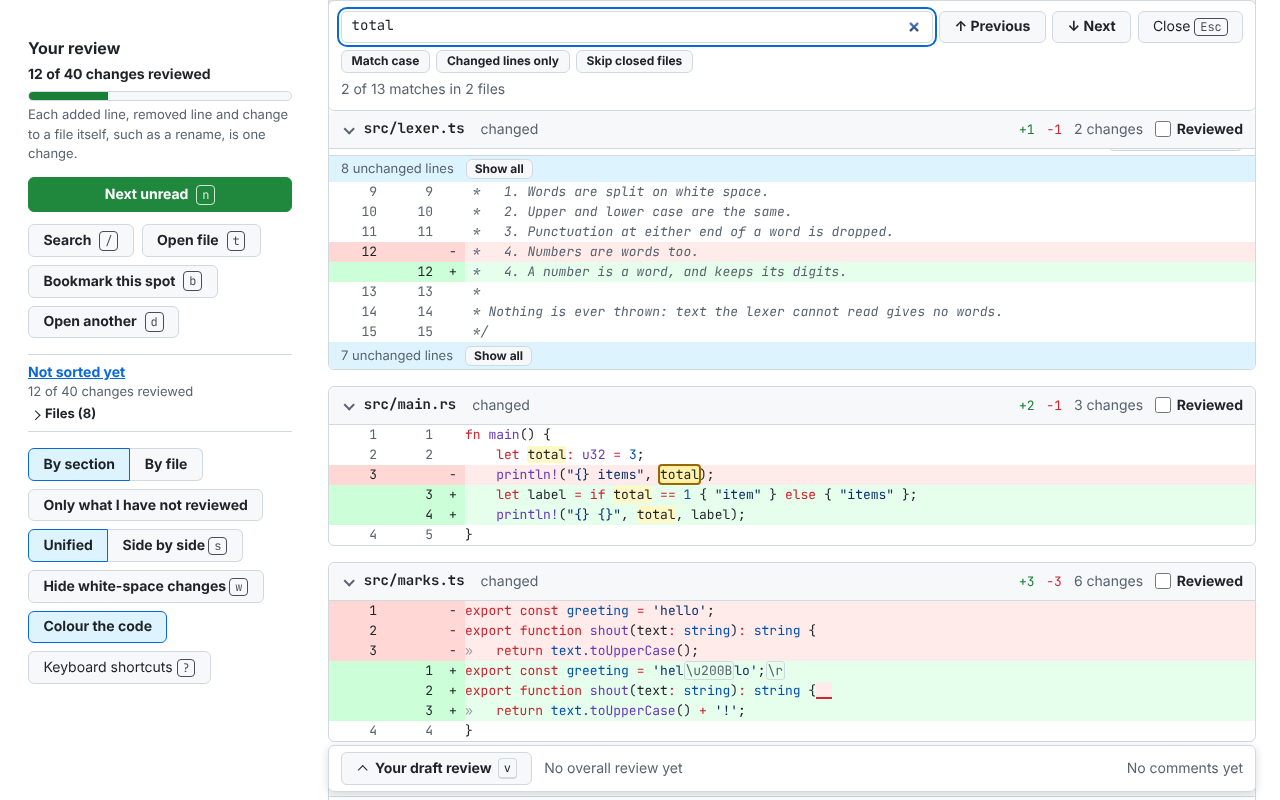 Your review
12 of 40 changes reviewed
Each added line, removed line and change
to a file itself, such as a rename, is one
change.
Next unread n
Search / Open file t
Bookmark this spot b
Open another d
Not sorted yet
12 of 40 changes reviewed
Files (8)
By section By file
Only what I have not reviewed
Unified Side by side s
Hide white-space changes w
Colour the code
Keyboard shortcuts ?
total × ↑ Previous ↓ Next Close Esc
Match case Changed lines only Skip closed files
2 of 13 matches in 2 files
src/lexer.ts changed +1 -1 2 changes Reviewed
8 unchanged lines Show all
9 9 *   1. Words are split on white space.
10 10 *   2. Upper and lower case are the same.
11 11 *   3. Punctuation at either end of a word is dropped.
12 - *   4. Numbers are words too.
12 + *   4. A number is a word, and keeps its digits.
13 13 *
14 14 * Nothing is ever thrown: text the lexer cannot read gives no words.
15 15 */
7 unchanged lines Show all
src/main.rs changed +2 -1 3 changes Reviewed
1 1 fn main() {
2 2     let total: u32 = 3;
3 -     println!("{} items", total);
3 +     let label = if total == 1 { "item" } else { "items" };
4 +     println!("{} {}", total, label);
4 5 }
src/marks.ts changed +3 -3 6 changes Reviewed
1 - export const greeting = 'hello';
2 - export function shout(text: string): string {
3 - »   return text.toUpperCase();
1 + export const greeting = 'hel\u200Blo';\r
2 + export function shout(text: string): string {
3 + »   return text.toUpperCase() + '!';
4 4 }
Your draft review v No overall review yet No comments yet